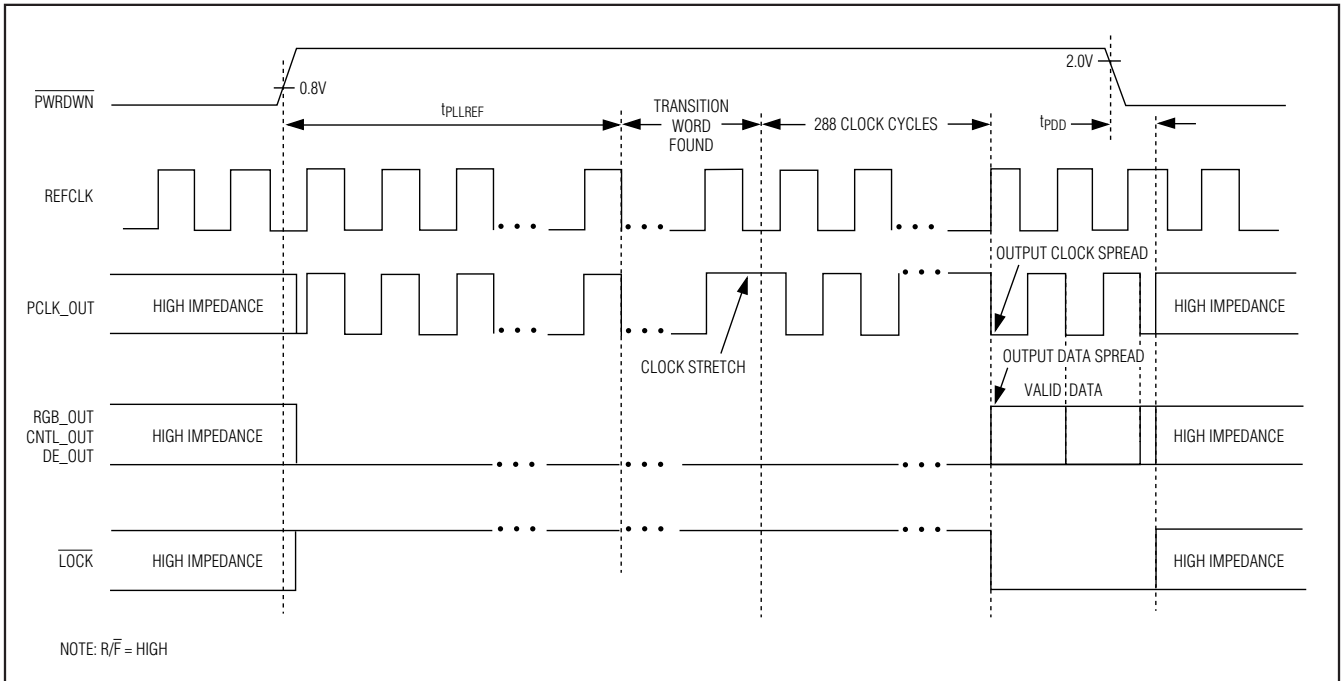 2.0V
0.8V
PWRDWN
tPLLREF
TRANSITION
WORD
FOUND
288 CLOCK CYCLES
tPDD
REFCLK
OUTPUT CLOCK SPREAD
PCLK_OUT
HIGH IMPEDANCE
HIGH IMPEDANCE
CLOCK STRETCH
OUTPUT DATA SPREAD
VALID DATA
RGB_OUT
CNTL_OUT
DE_OUT
HIGH IMPEDANCE
HIGH IMPEDANCE
LOCK
HIGH IMPEDANCE
HIGH IMPEDANCE
NOTE: R/F̅ = HIGH